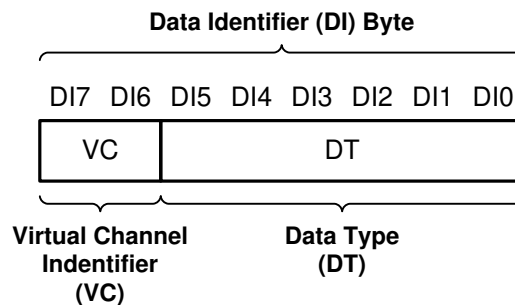 Data Identifier (DI) Byte
DI7 DI6 DI5 DI4 DI3 DI2 DI1 DI0
VC DT
Virtual Channel Data Type
Indentifier (DT)
(VC)